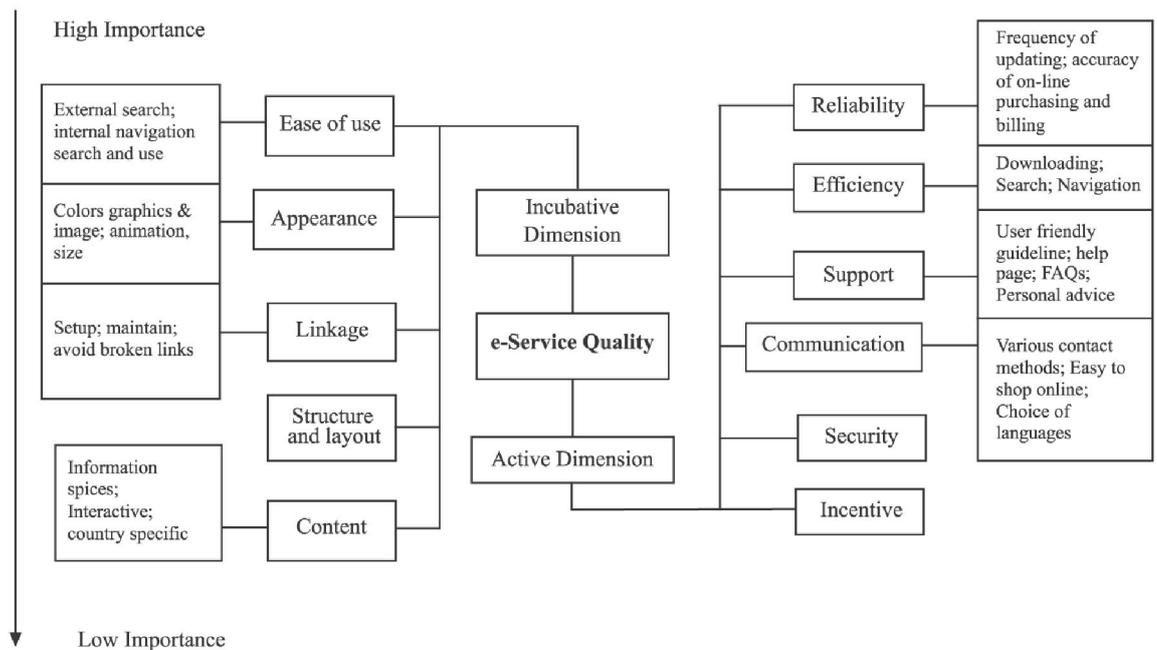 High Importance
External search;
internal navigation
search and use
Ease of use
Colors graphics &
image; animation,
size
Appearance
Setup; maintain;
avoid broken links
Linkage
Structure
and layout
Information
spices;
Interactive;
country specific
Content
Incubative
Dimension
e-Service Quality
Active Dimension
Reliability
Frequency of
updating; accuracy
of on-line
purchasing and
billing
Efficiency
Downloading;
Search; Navigation
Support
User friendly
guideline; help
page; FAQs;
Personal advice
Communication
Various contact
methods; Easy to
shop online;
Choice of
languages
Security
Incentive
Low Importance